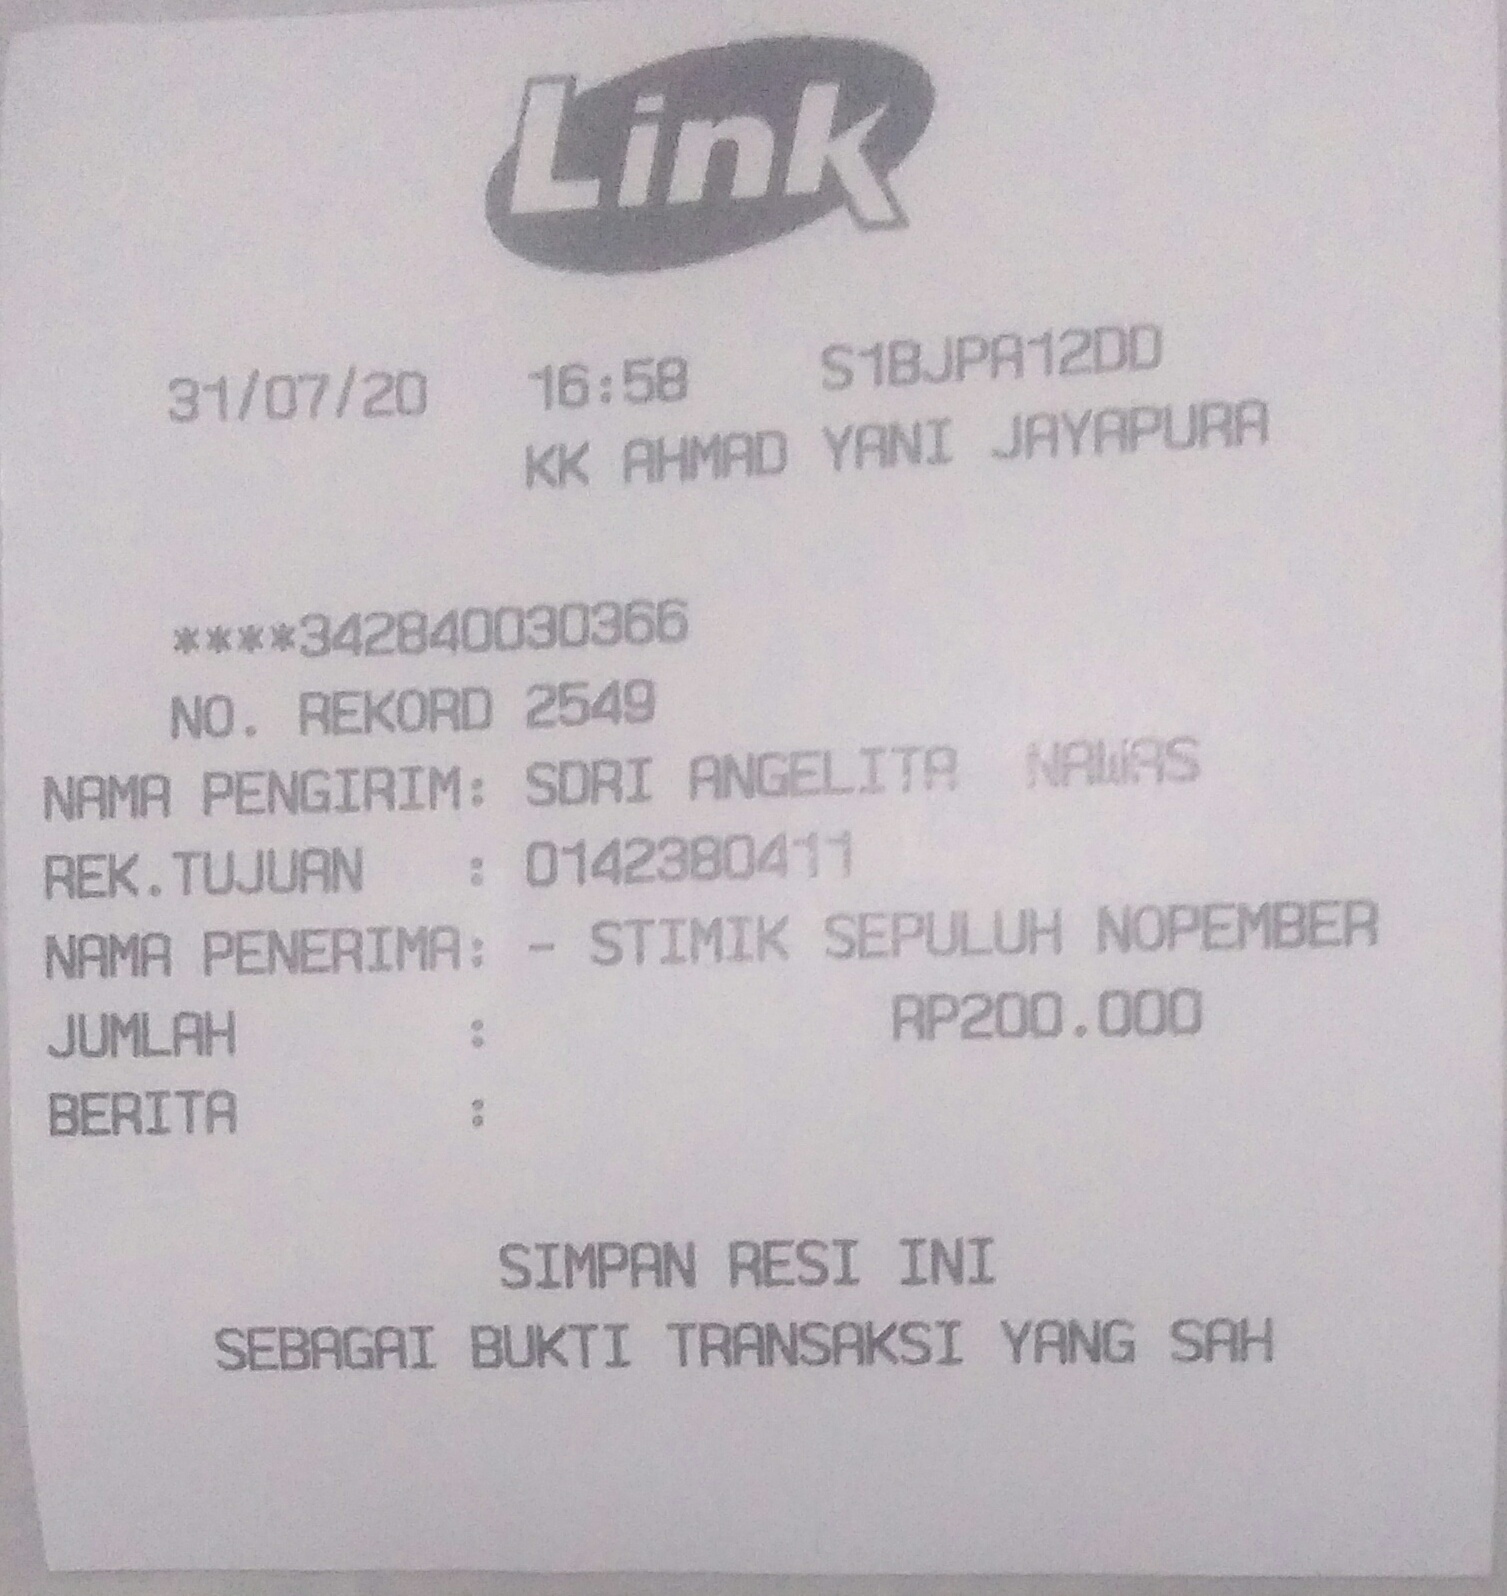 Link
31/07/20 16:58 S1BJPA12DD
KK AHMAD YANI JAYAPURA
****342840030366
NO. REKORD 2549
NAMA PENGIRIM: SDRI ANGELITA NAWAS
REK.TUJUAN : 0142380411
NAMA PENERIMA: - STIMIK SEPULUH NOPEMBER
JUMLAH : RP200.000
BERITA :
SIMPAN RESI INI
SEBAGAI BUKTI TRANSAKSI YANG SAH